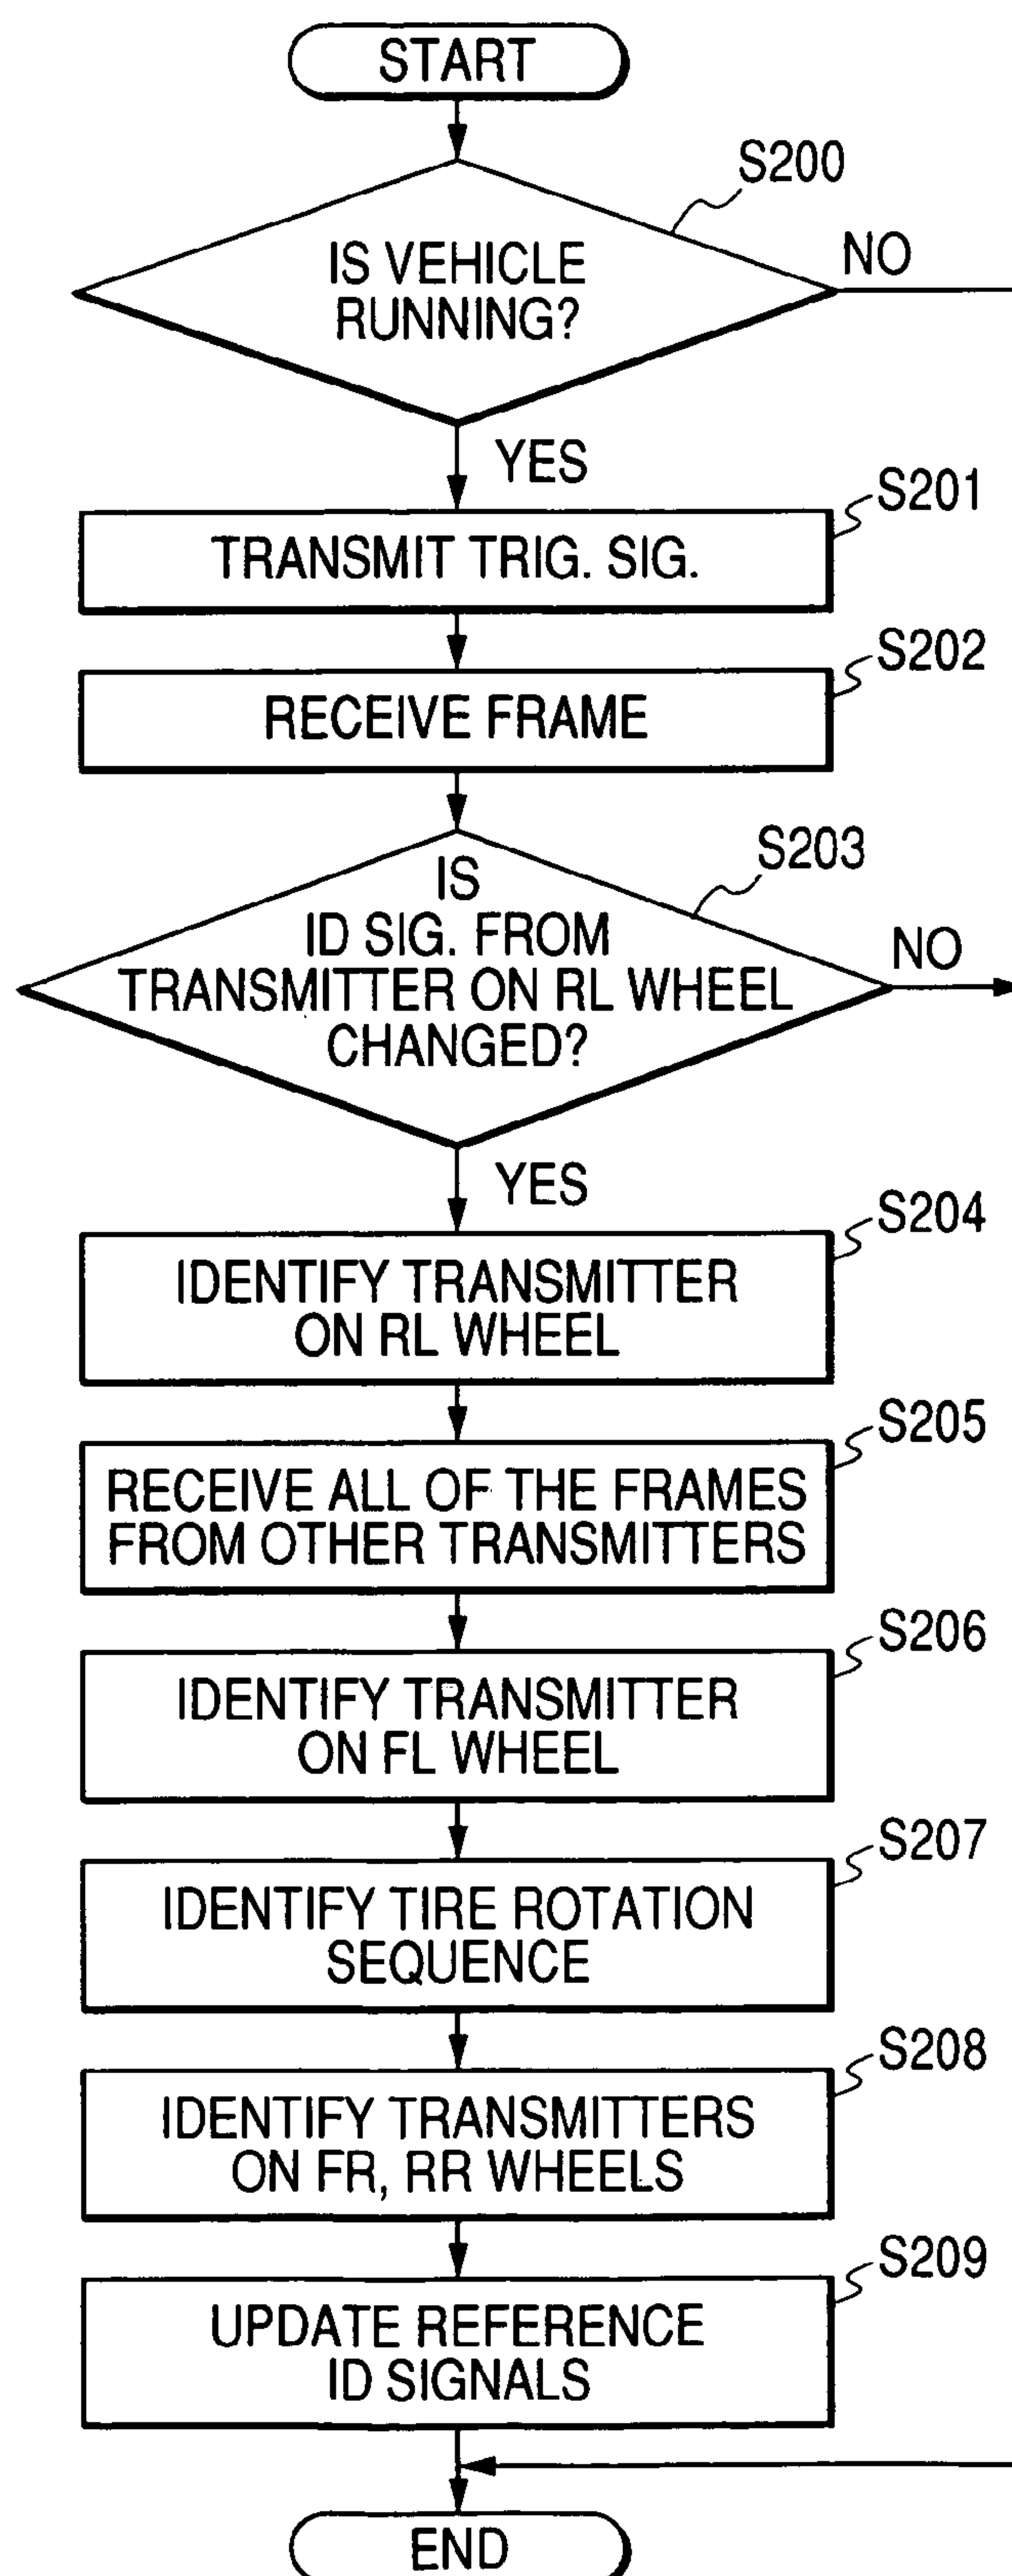 START
S200
IS VEHICLE
RUNNING?
NO
YES
S201
TRANSMIT TRIG. SIG.
S202
RECEIVE FRAME
S203
IS
ID SIG. FROM
TRANSMITTER ON RL WHEEL
CHANGED?
NO
YES
S204
IDENTIFY TRANSMITTER
ON RL WHEEL
S205
RECEIVE ALL OF THE FRAMES
FROM OTHER TRANSMITTERS
S206
IDENTIFY TRANSMITTER
ON FL WHEEL
S207
IDENTIFY TIRE ROTATION
SEQUENCE
S208
IDENTIFY TRANSMITTERS
ON FR, RR WHEELS
S209
UPDATE REFERENCE
ID SIGNALS
END